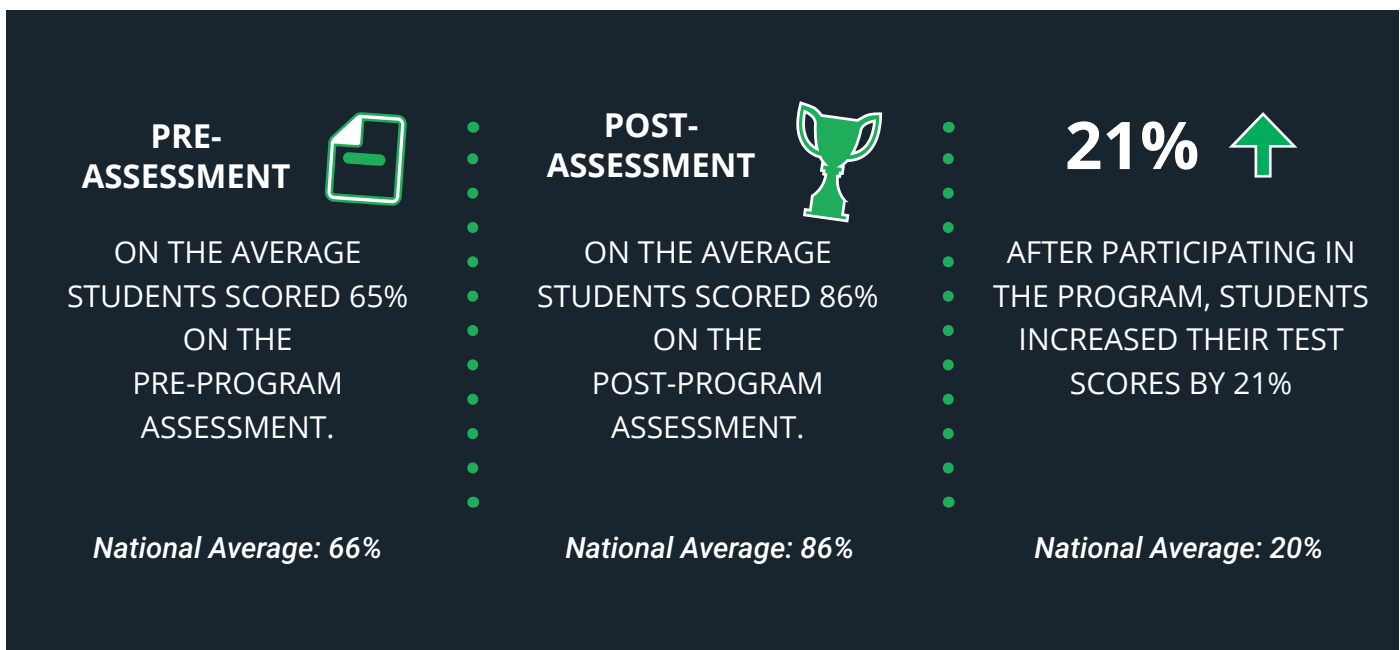 PRE-
ASSESSMENT
ON THE AVERAGE
STUDENTS SCORED 65%
ON THE
PRE-PROGRAM
ASSESSMENT.
National Average: 66%
POST-
ASSESSMENT
ON THE AVERAGE
STUDENTS SCORED 86%
ON THE
POST-PROGRAM
ASSESSMENT.
National Average: 86%
21%
AFTER PARTICIPATING IN
THE PROGRAM, STUDENTS
INCREASED THEIR TEST
SCORES BY 21%
National Average: 20%